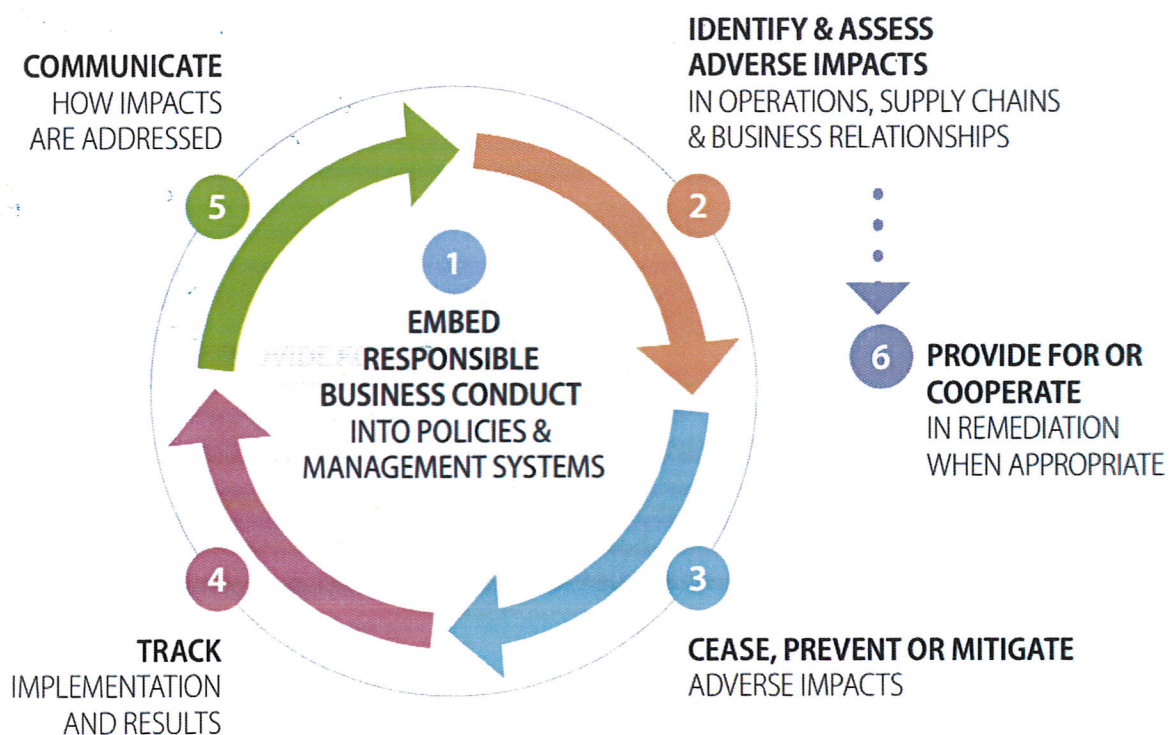 COMMUNICATE
HOW IMPACTS
ARE ADDRESSED
5
IDENTIFY & ASSESS
ADVERSE IMPACTS
IN OPERATIONS, SUPPLY CHAINS
& BUSINESS RELATIONSHIPS
2
1
EMBED
RESPONSIBLE
BUSINESS CONDUCT
INTO POLICIES &
MANAGEMENT SYSTEMS
6
PROVIDE FOR OR
COOPERATE
IN REMEDIATION
WHEN APPROPRIATE
4
TRACK
IMPLEMENTATION
AND RESULTS
3
CEASE, PREVENT OR MITIGATE
ADVERSE IMPACTS